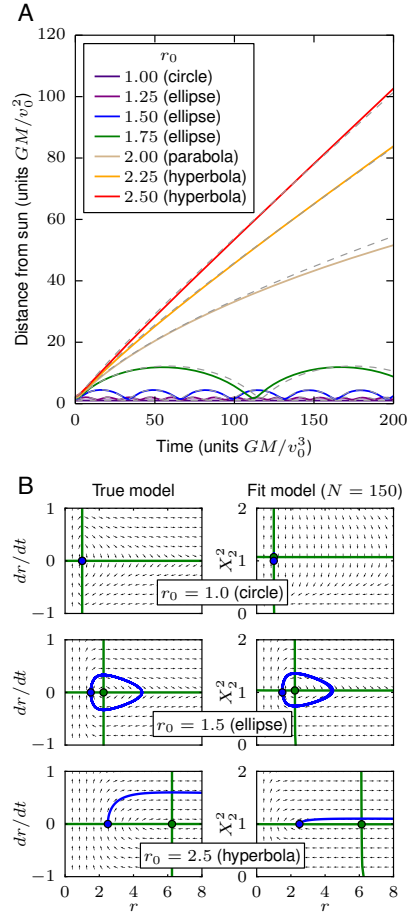 A
120
100
80
60
40
20
0
Distance from sun (units GM/v₀²)
r₀
1.00 (circle)
1.25 (ellipse)
1.50 (ellipse)
1.75 (ellipse)
2.00 (parabola)
2.25 (hyperbola)
2.50 (hyperbola)
0 50 100 150 200
Time (units GM/v₀³)
B
True model
Fit model (N = 150)
dr/dt
1
0
−1
X₂²
2
1
0
r₀ = 1.0 (circle)
dr/dt
1
0
−1
X₂²
2
1
0
r₀ = 1.5 (ellipse)
dr/dt
1
0
−1
X₂²
2
1
0
r₀ = 2.5 (hyperbola)
0 2 4 6 8
r
0 2 4 6 8
r